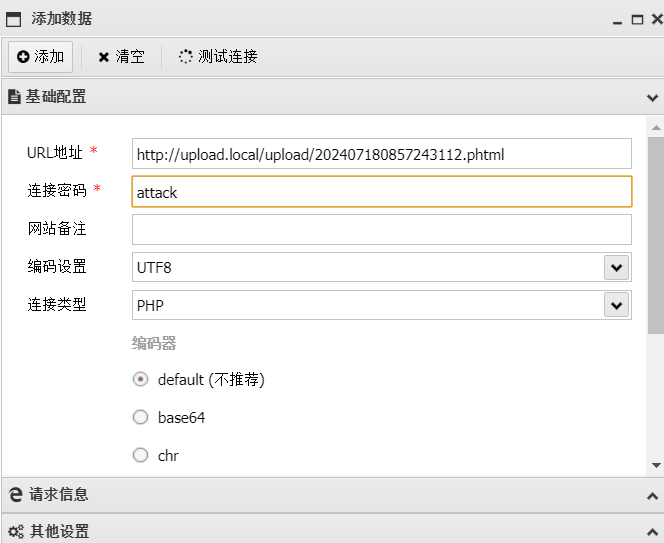 添加数据
添加 清空 测试连接
基础配置
URL地址 * http://upload.local/upload/202407180857243112.phtml
连接密码 * attack
网站备注
编码设置 UTF8
连接类型 PHP
编码器
default (不推荐)
base64
chr
请求信息
其他设置